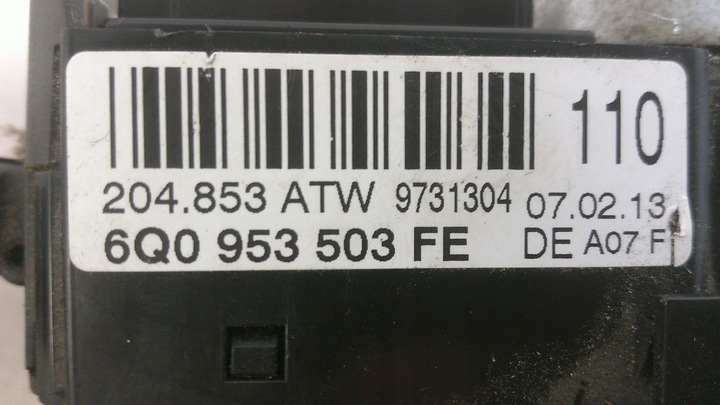 110
204.853 ATW 9731304 07.02.13
6Q0 953 503 FE DE A07 F